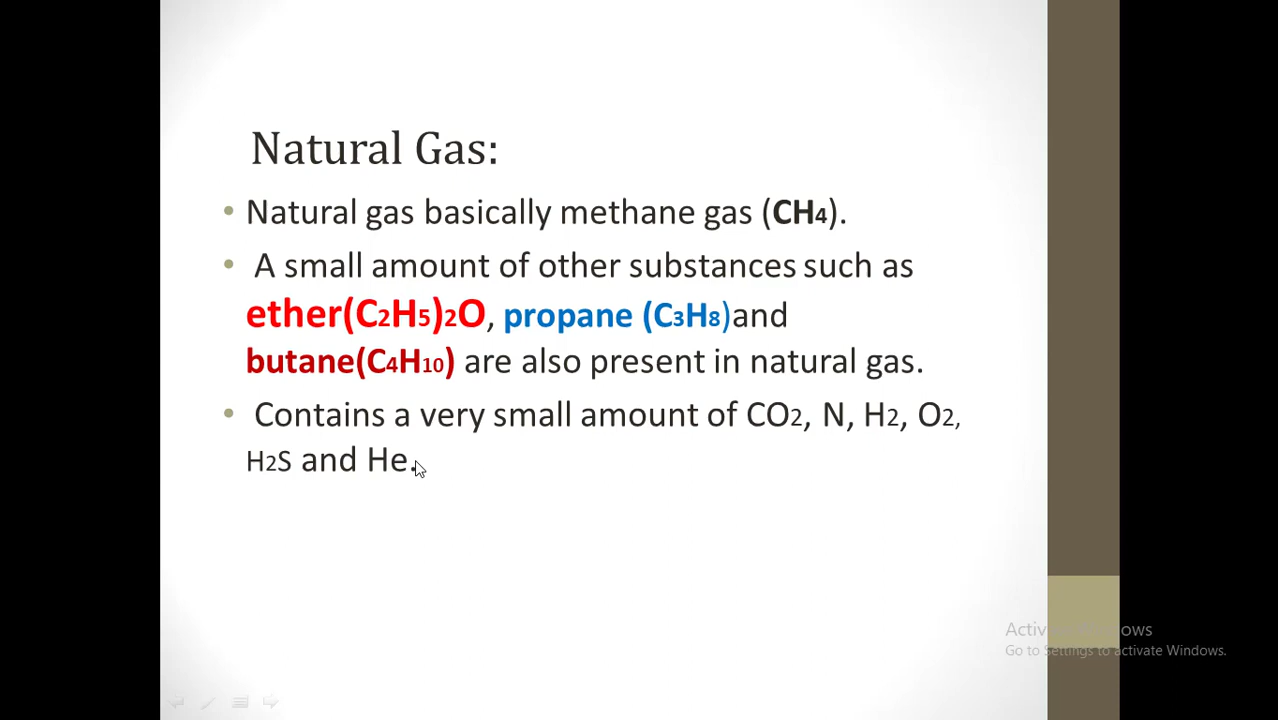 Natural Gas:
• Natural gas basically methane gas (CH4).
• A small amount of other substances such as
ether(C2H5)2O, propane (C3H8)and
butane(C4H10) are also present in natural gas.
• Contains a very small amount of CO2, N, H2, O2,
H2S and He.
Activate Windows
Go to Settings to activate Windows.